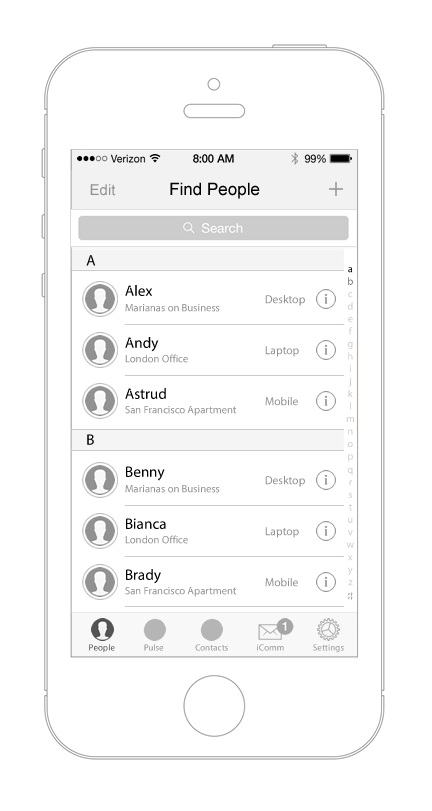 Verizon 8:00 AM 99%
Edit Find People +
Search
A
Alex
Marianas on Business
Desktop i
Andy
London Office
Laptop i
Astrud
San Francisco Apartment
Mobile i
B
Benny
Marianas on Business
Desktop i
Bianca
London Office
Laptop i
Brady
San Francisco Apartment
Mobile i
a
b
c
d
e
f
g
h
i
j
k
l
m
n
o
p
q
r
s
t
u
v
w
x
y
z
1
People Pulse Contacts iComm Settings